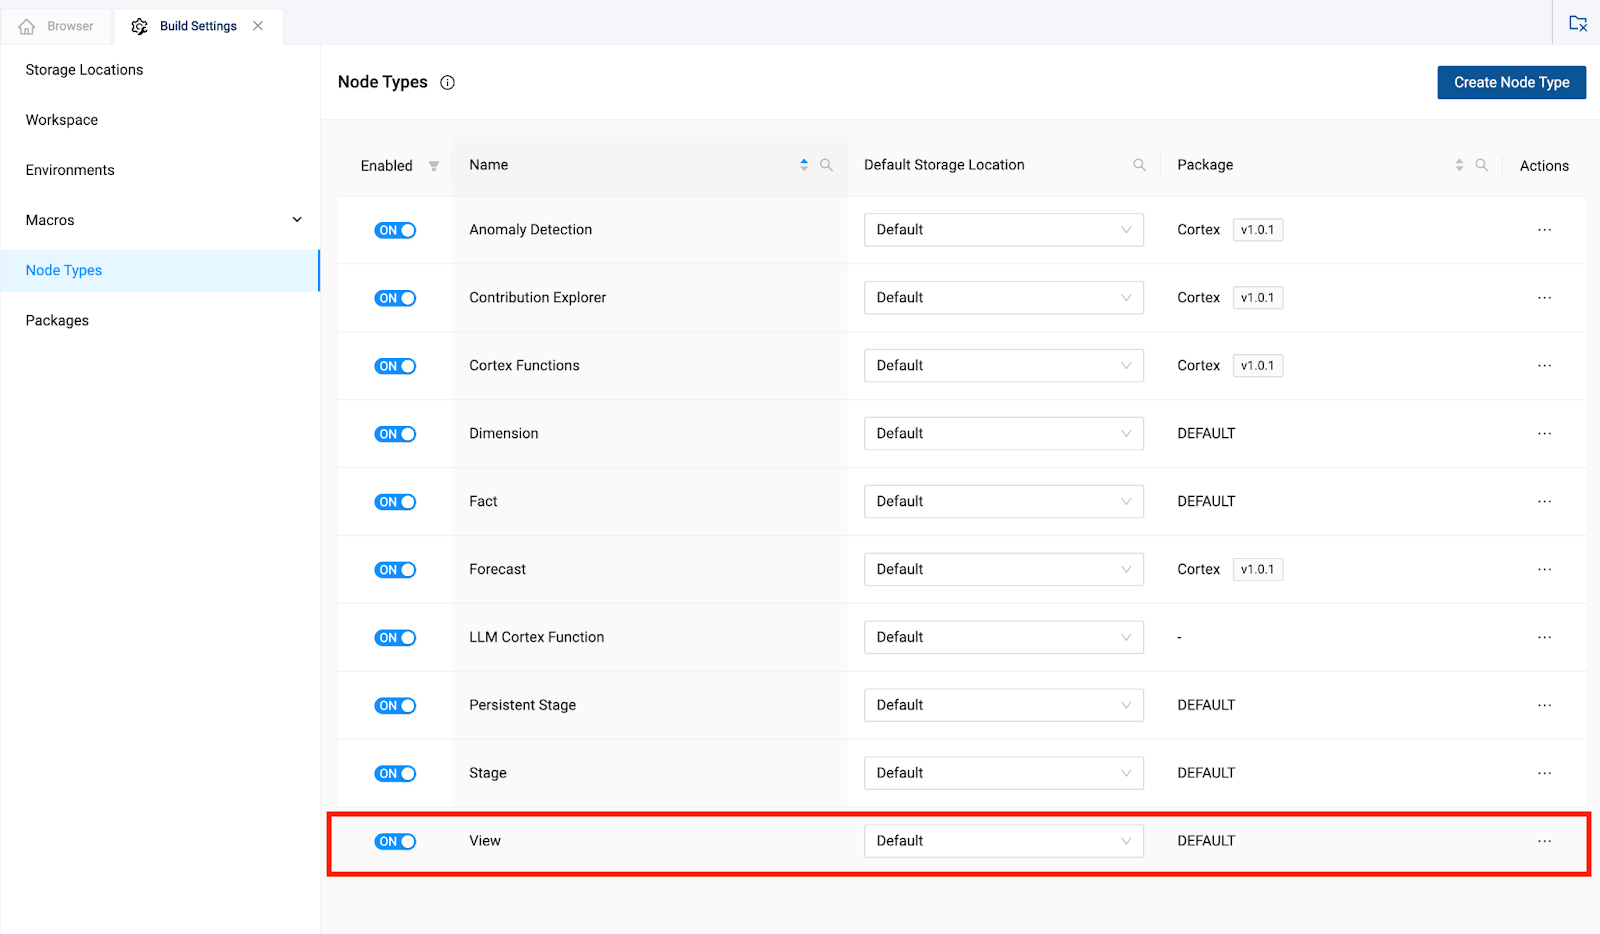 Browser
Build Settings
Storage Locations
Workspace
Environments
Macros
Node Types
Packages
Node Types
Create Node Type
Enabled Name Default Storage Location Package Actions
ON Anomaly Detection Default Cortex v1.0.1
ON Contribution Explorer Default Cortex v1.0.1
ON Cortex Functions Default Cortex v1.0.1
ON Dimension Default DEFAULT
ON Fact Default DEFAULT
ON Forecast Default Cortex v1.0.1
ON LLM Cortex Function Default -
ON Persistent Stage Default DEFAULT
ON Stage Default DEFAULT
ON View Default DEFAULT